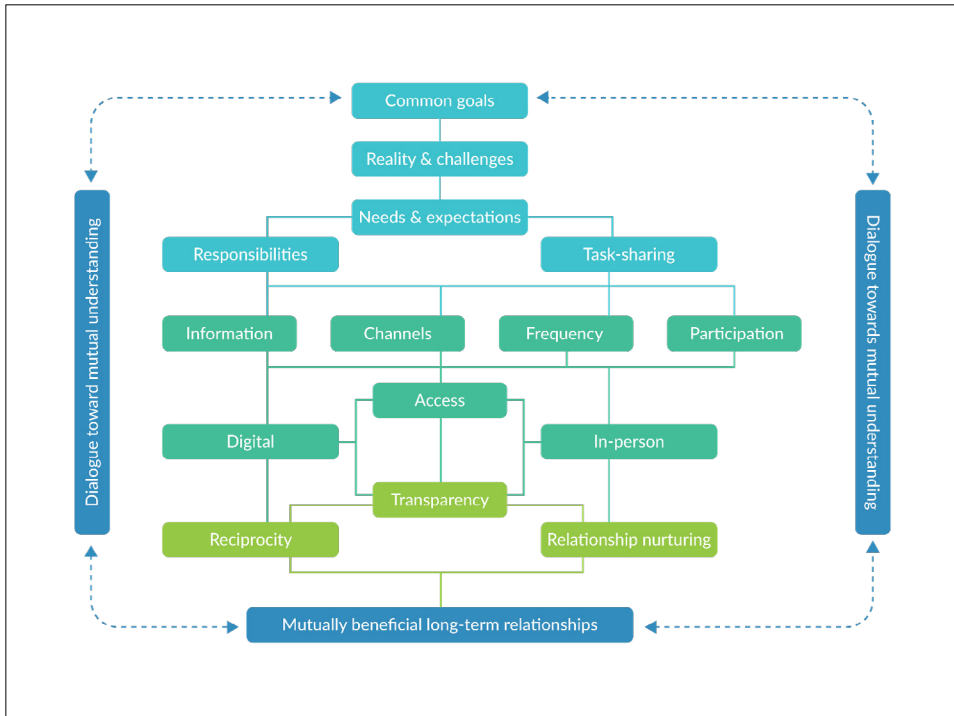 Common goals
Reality & challenges
Needs & expectations
Responsibilities
Task-sharing
Dialogue toward mutual understanding
Dialogue towards mutual understanding
Information
Channels
Frequency
Participation
Access
Digital
In-person
Transparency
Reciprocity
Relationship nurturing
Mutually beneficial long-term relationships